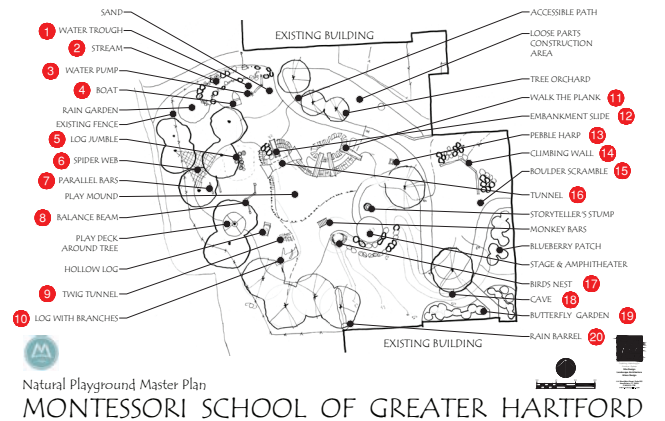 SAND
1 WATER TROUGH
2 STREAM
3 WATER PUMP
4 BOAT
RAIN GARDEN
EXISTING FENCE
5 LOG JUMBLE
6 SPIDER WEB
7 PARALLEL BARS
PLAY MOUND
8 BALANCE BEAM
PLAY DECK
AROUND TREE
HOLLOW LOG
9 TWIG TUNNEL
10 LOG WITH BRANCHES
EXISTING BUILDING
ACCESSIBLE PATH
LOOSE PARTS
CONSTRUCTION
AREA
TREE ORCHARD
WALK THE PLANK 11
EMBANKMENT SLIDE 12
PEBBLE HARP 13
CLIMBING WALL 14
BOULDER SCRAMBLE 15
TUNNEL 16
STORYTELLER'S STUMP
MONKEY BARS
BLUEBERRY PATCH
STAGE & AMPHITHEATER
BIRDS NEST 17
CAVE 18
BUTTERFLY GARDEN 19
RAIN BARREL 20
EXISTING BUILDING
M
Natural Playground Master Plan
MONTESSORI SCHOOL OF GREATER HARTFORD